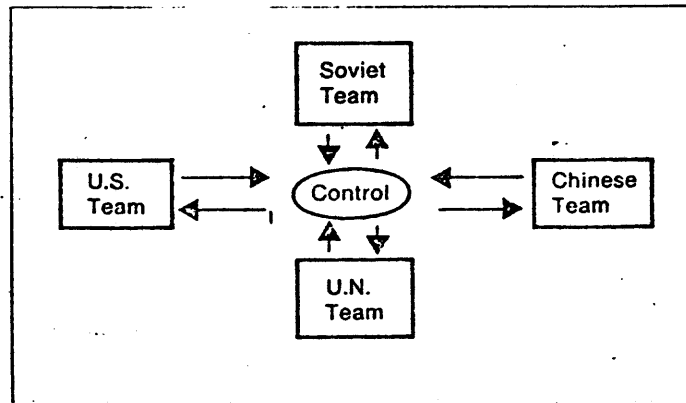 Soviet
Team
U.S.
Team
Control
Chinese
Team
U.N.
Team